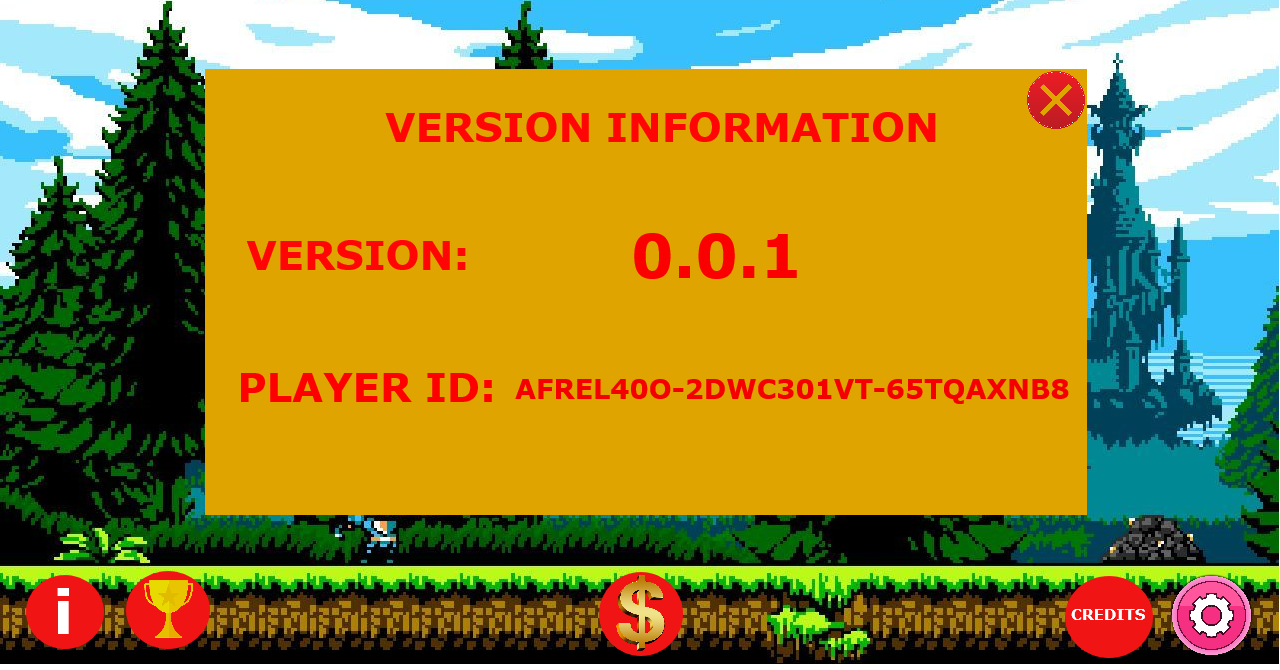 VERSION INFORMATION
VERSION: 0.0.1
PLAYER ID: AFREL40O-2DWC301VT-65TQAXNB8
i
$
CREDITS